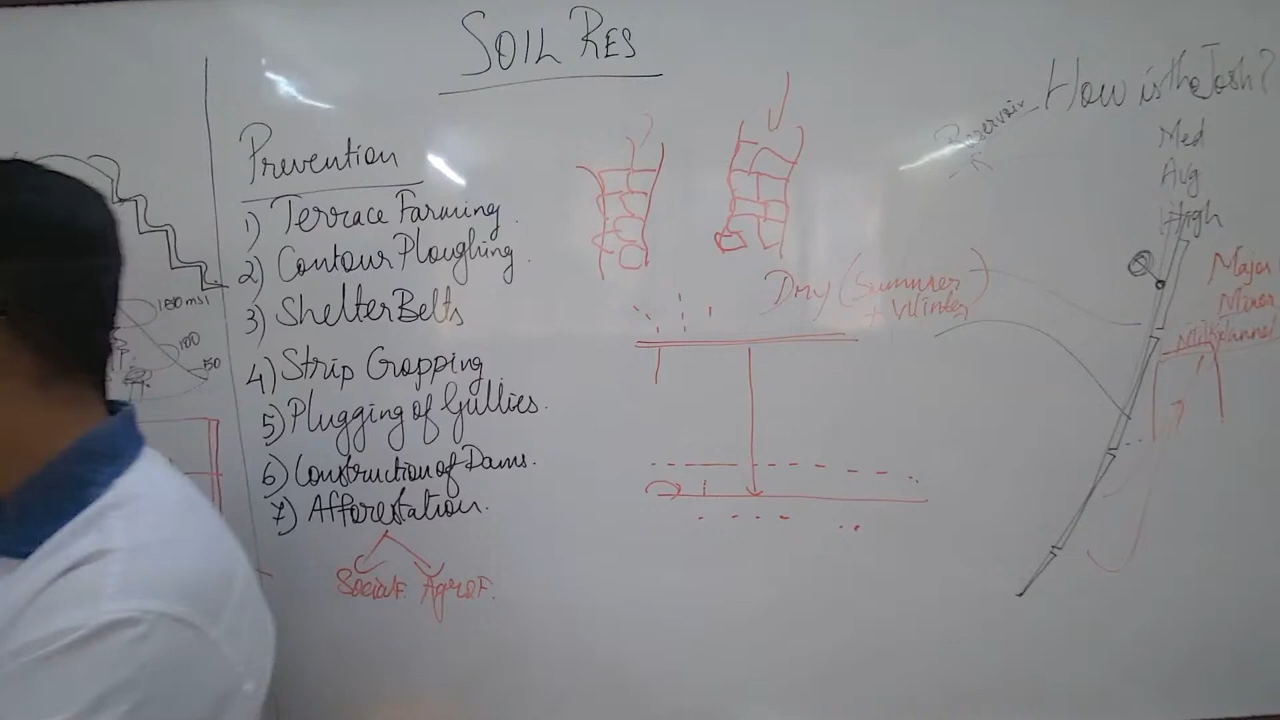 SOIL RES
Prevention
1) Terrace Farming.
2) Contour Ploughing.
3) Shelter Belts
4) Strip Cropping
5) Plugging of Gullies.
6) Construction of Dams.
7) Afforestation.
Social F. Agro F.
100 msl
100
50
Dry (Summer
+ Winter)
Reservoir
How is the Josh?
Med
Avg
High
Major
Minor